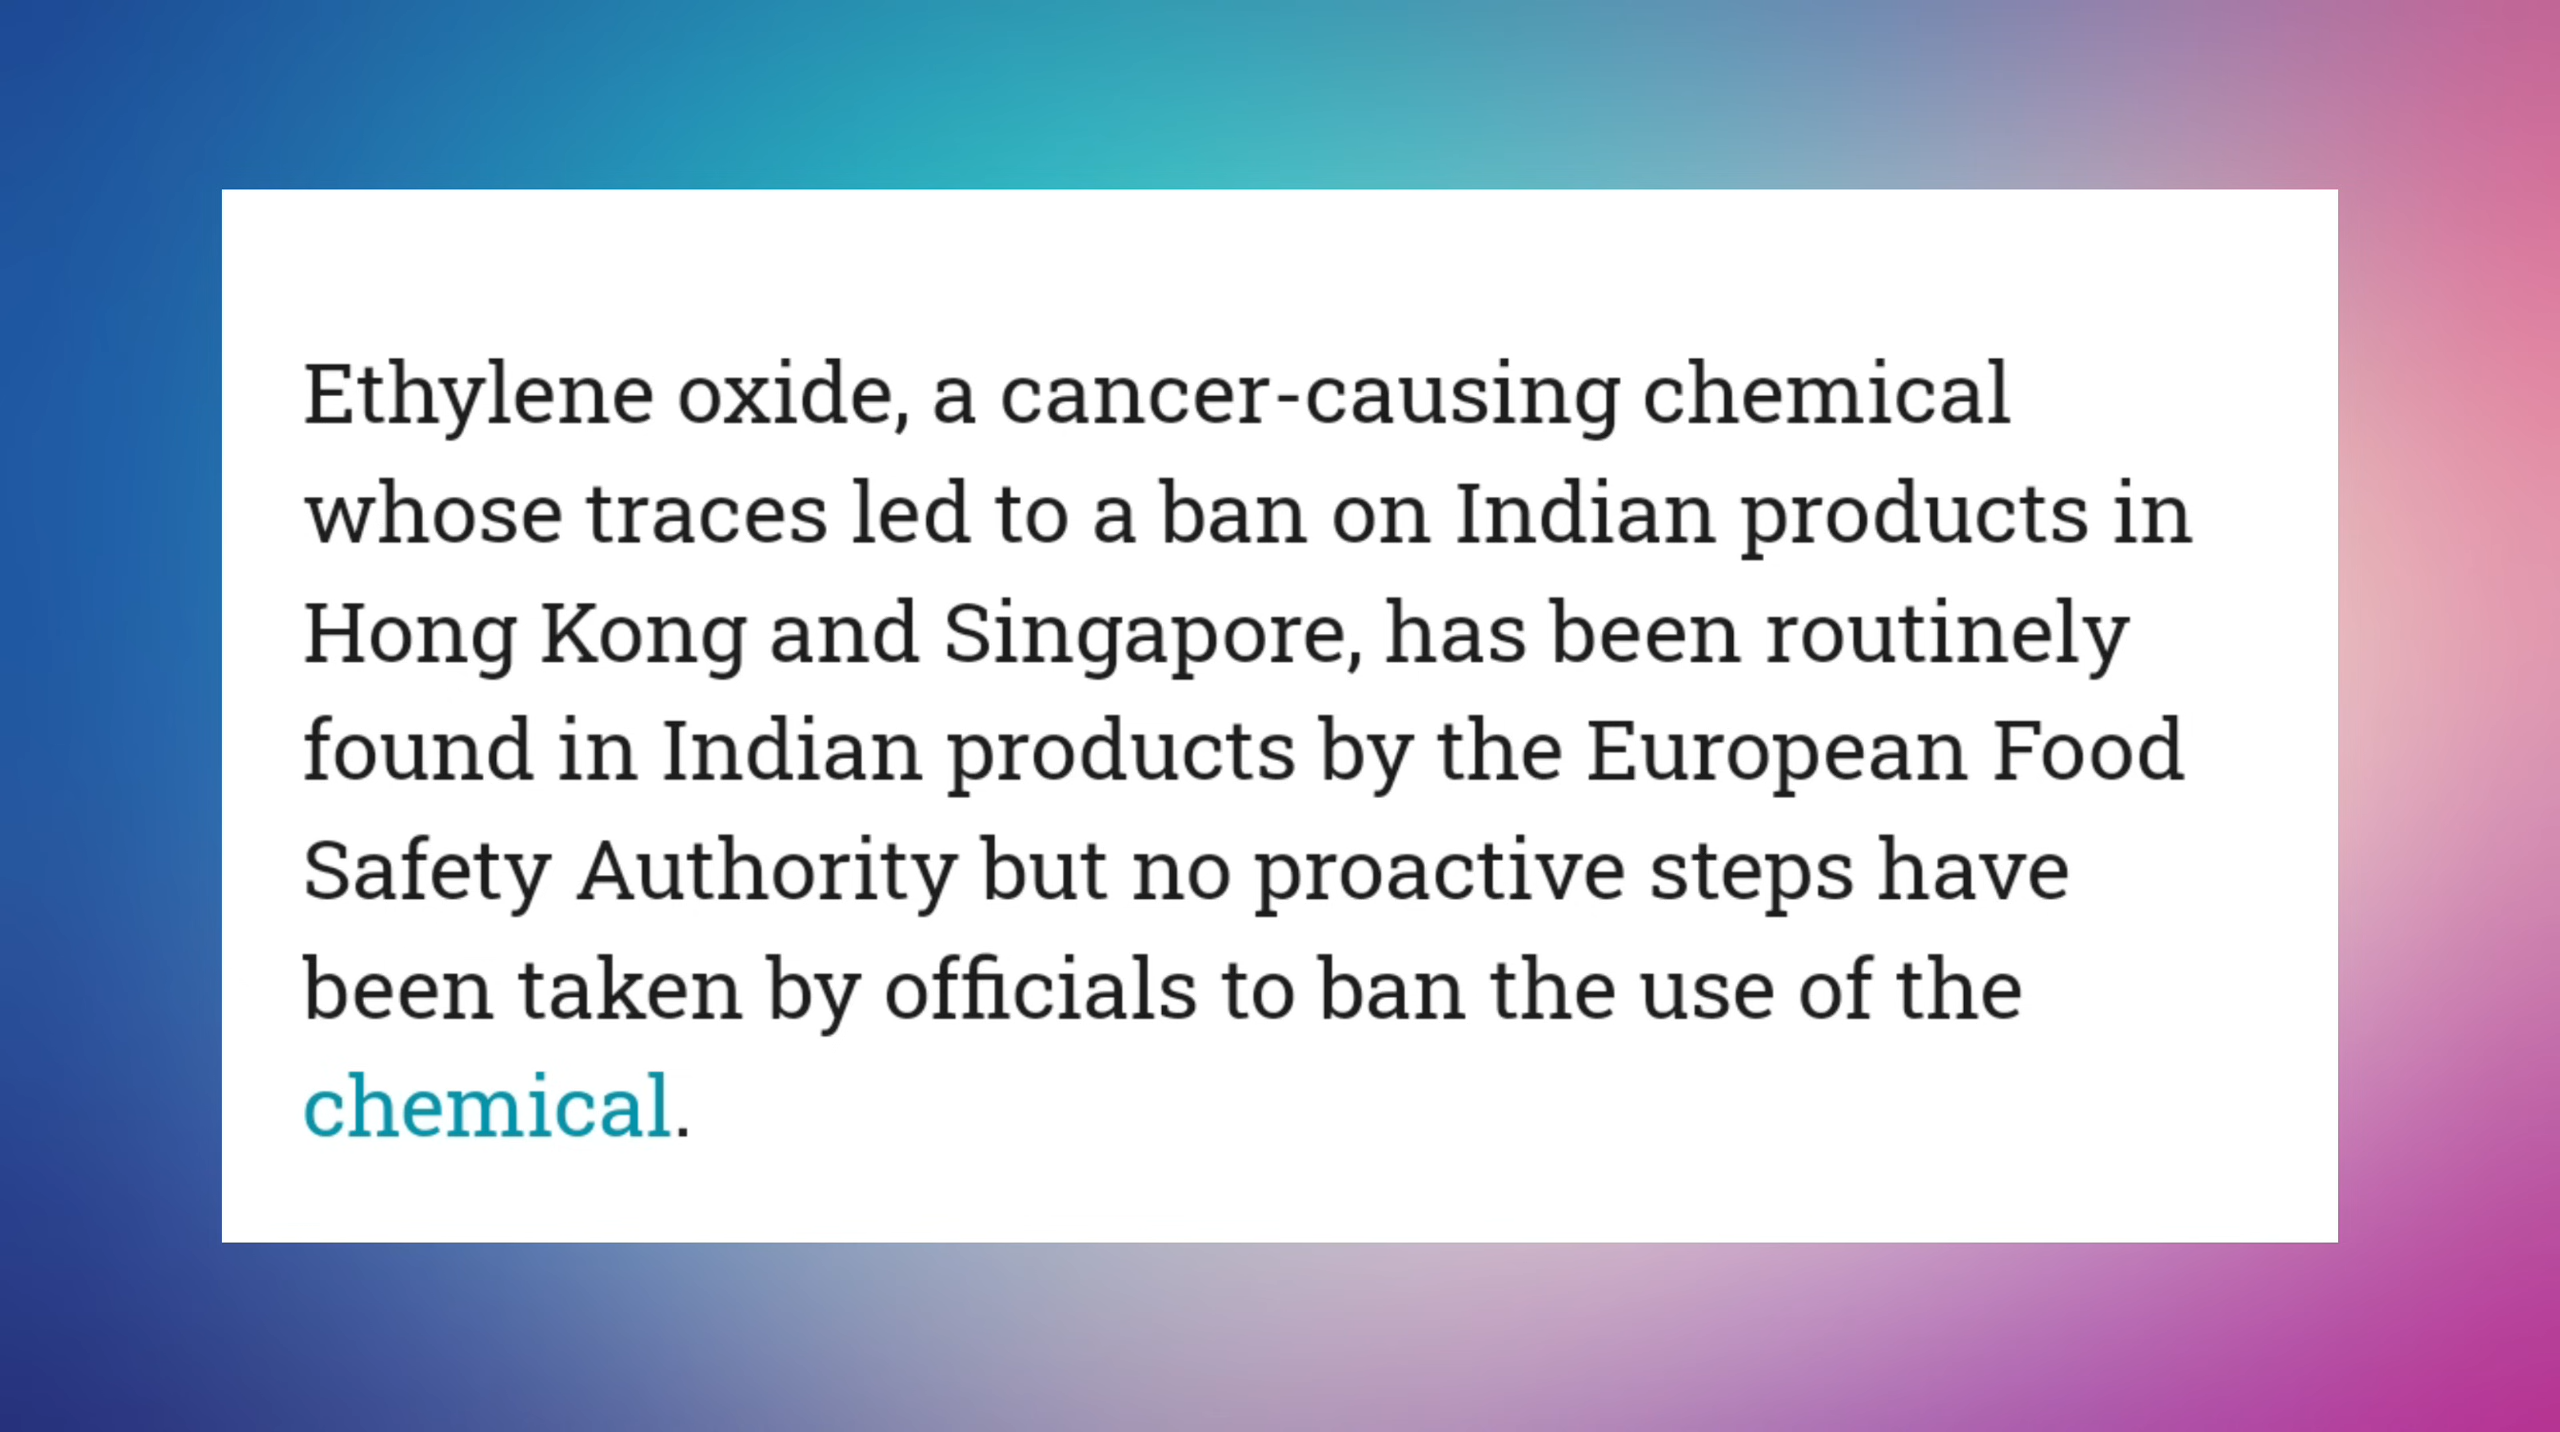 Ethylene oxide, a cancer-causing chemical
whose traces led to a ban on Indian products in
Hong Kong and Singapore, has been routinely
found in Indian products by the European Food
Safety Authority but no proactive steps have
been taken by officials to ban the use of the
chemical.